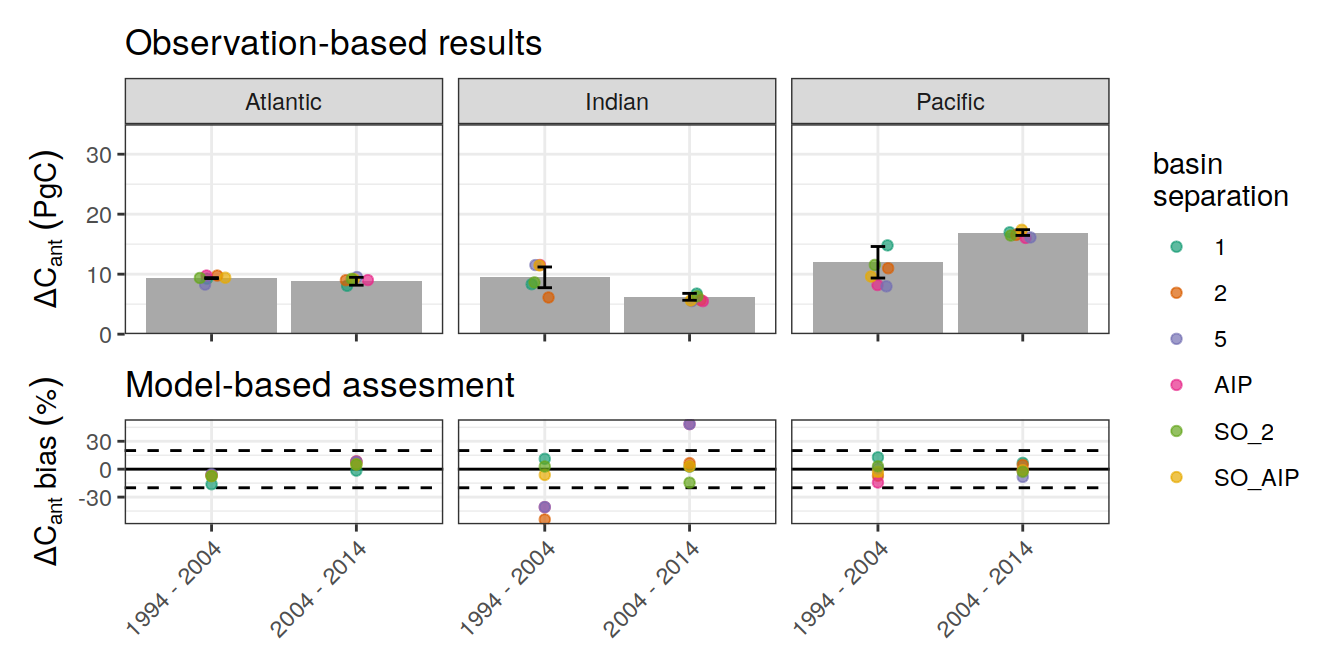 Observation-based results
Atlantic
Indian
Pacific
ΔCant (PgC)
30
20
10
0
Model-based assesment
ΔCant bias (%)
30
0
-30
1994 - 2004
2004 - 2014
1994 - 2004
2004 - 2014
1994 - 2004
2004 - 2014
basin
separation
1
2
5
AIP
SO_2
SO_AIP